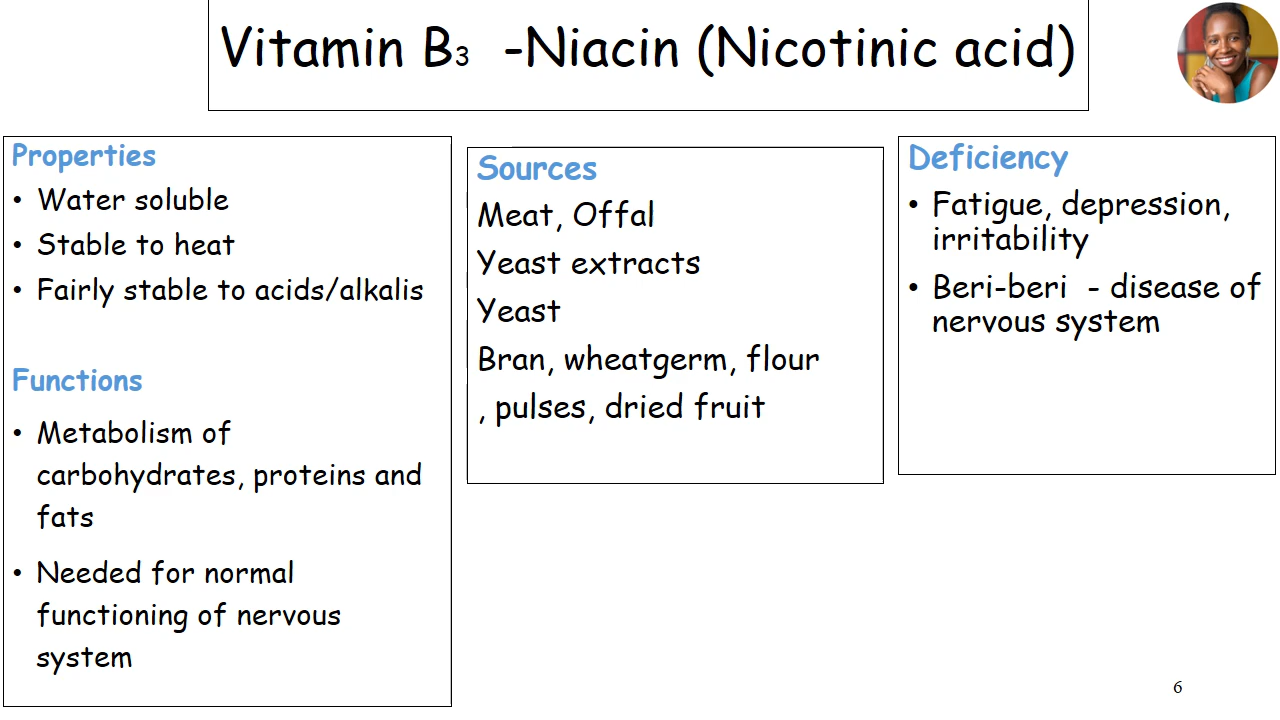 Vitamin B3 -Niacin (Nicotinic acid)
Properties
• Water soluble
• Stable to heat
• Fairly stable to acids/alkalis
Functions
• Metabolism of
carbohydrates, proteins and
fats
• Needed for normal
functioning of nervous
system
Sources
Meat, Offal
Yeast extracts
Yeast
Bran, wheatgerm, flour
, pulses, dried fruit
Deficiency
• Fatigue, depression,
irritability
• Beri-beri - disease of
nervous system
6